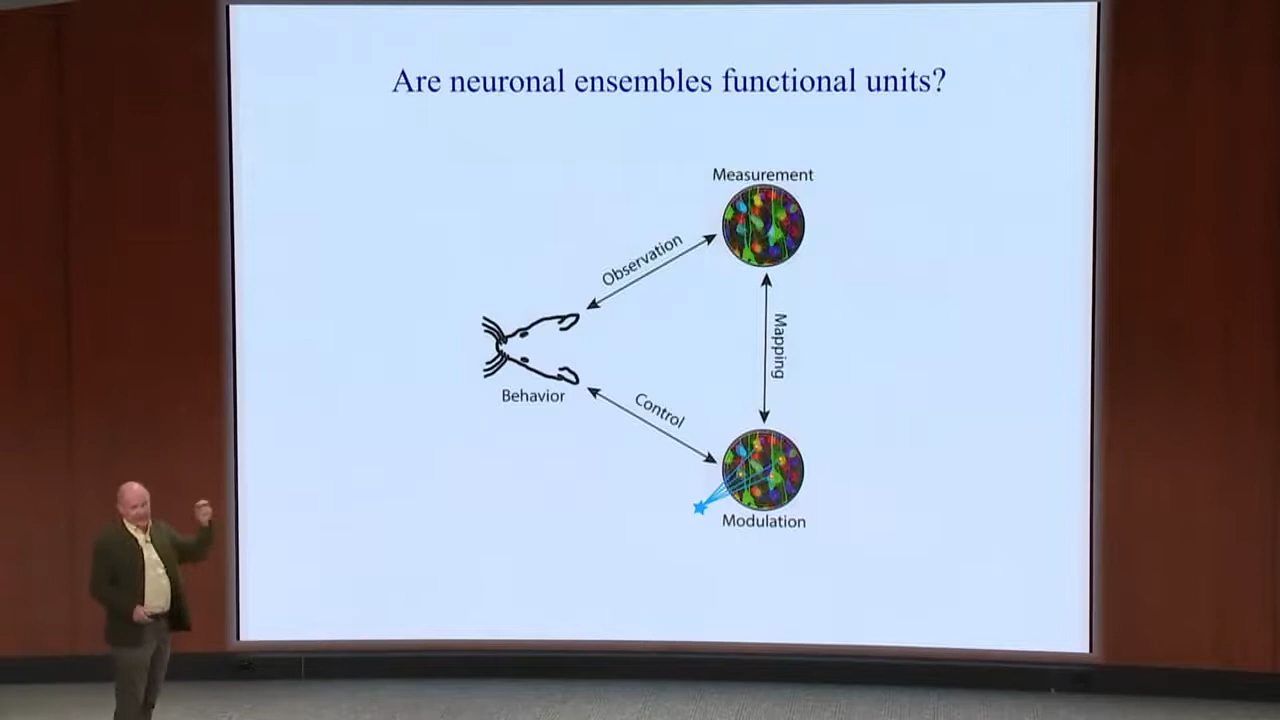 Are neuronal ensembles functional units?
Measurement
Observation
Mapping
Behavior
Control
Modulation